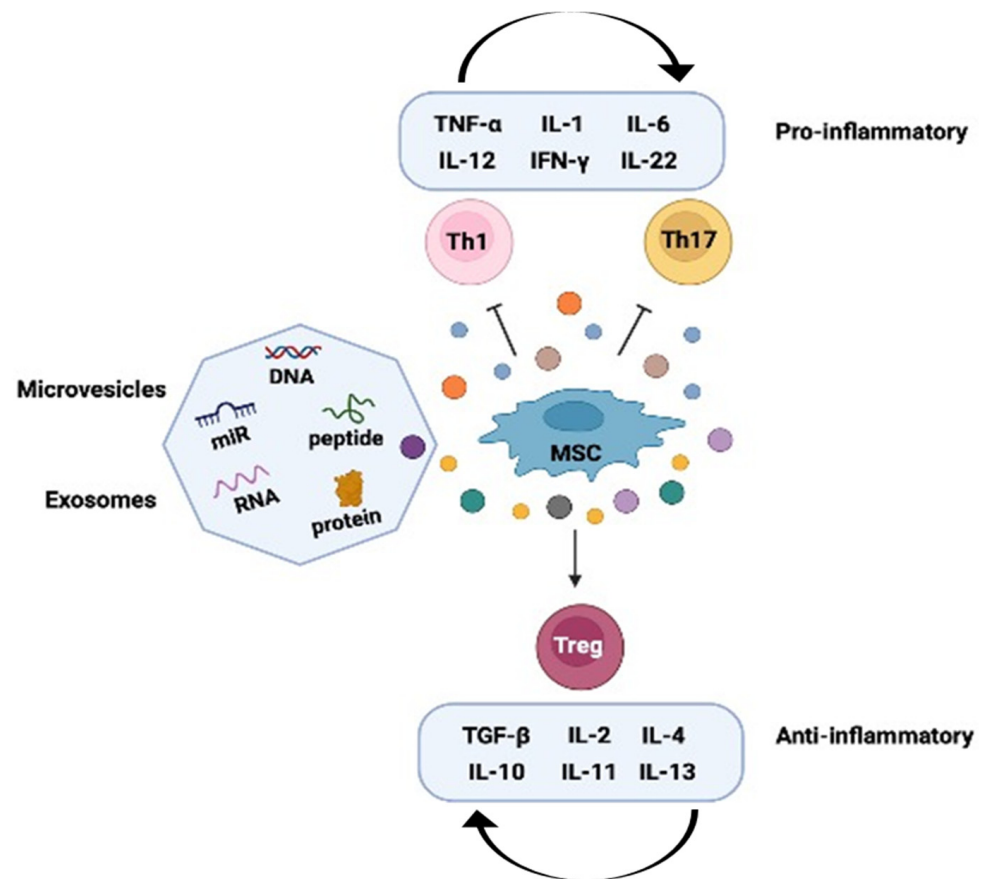 TNF-α IL-1 IL-6
IL-12 IFN-γ IL-22
Pro-inflammatory
Th1
Th17
Microvesicles
Exosomes
DNA
miR
peptide
RNA
protein
MSC
Treg
TGF-β IL-2 IL-4
IL-10 IL-11 IL-13
Anti-inflammatory